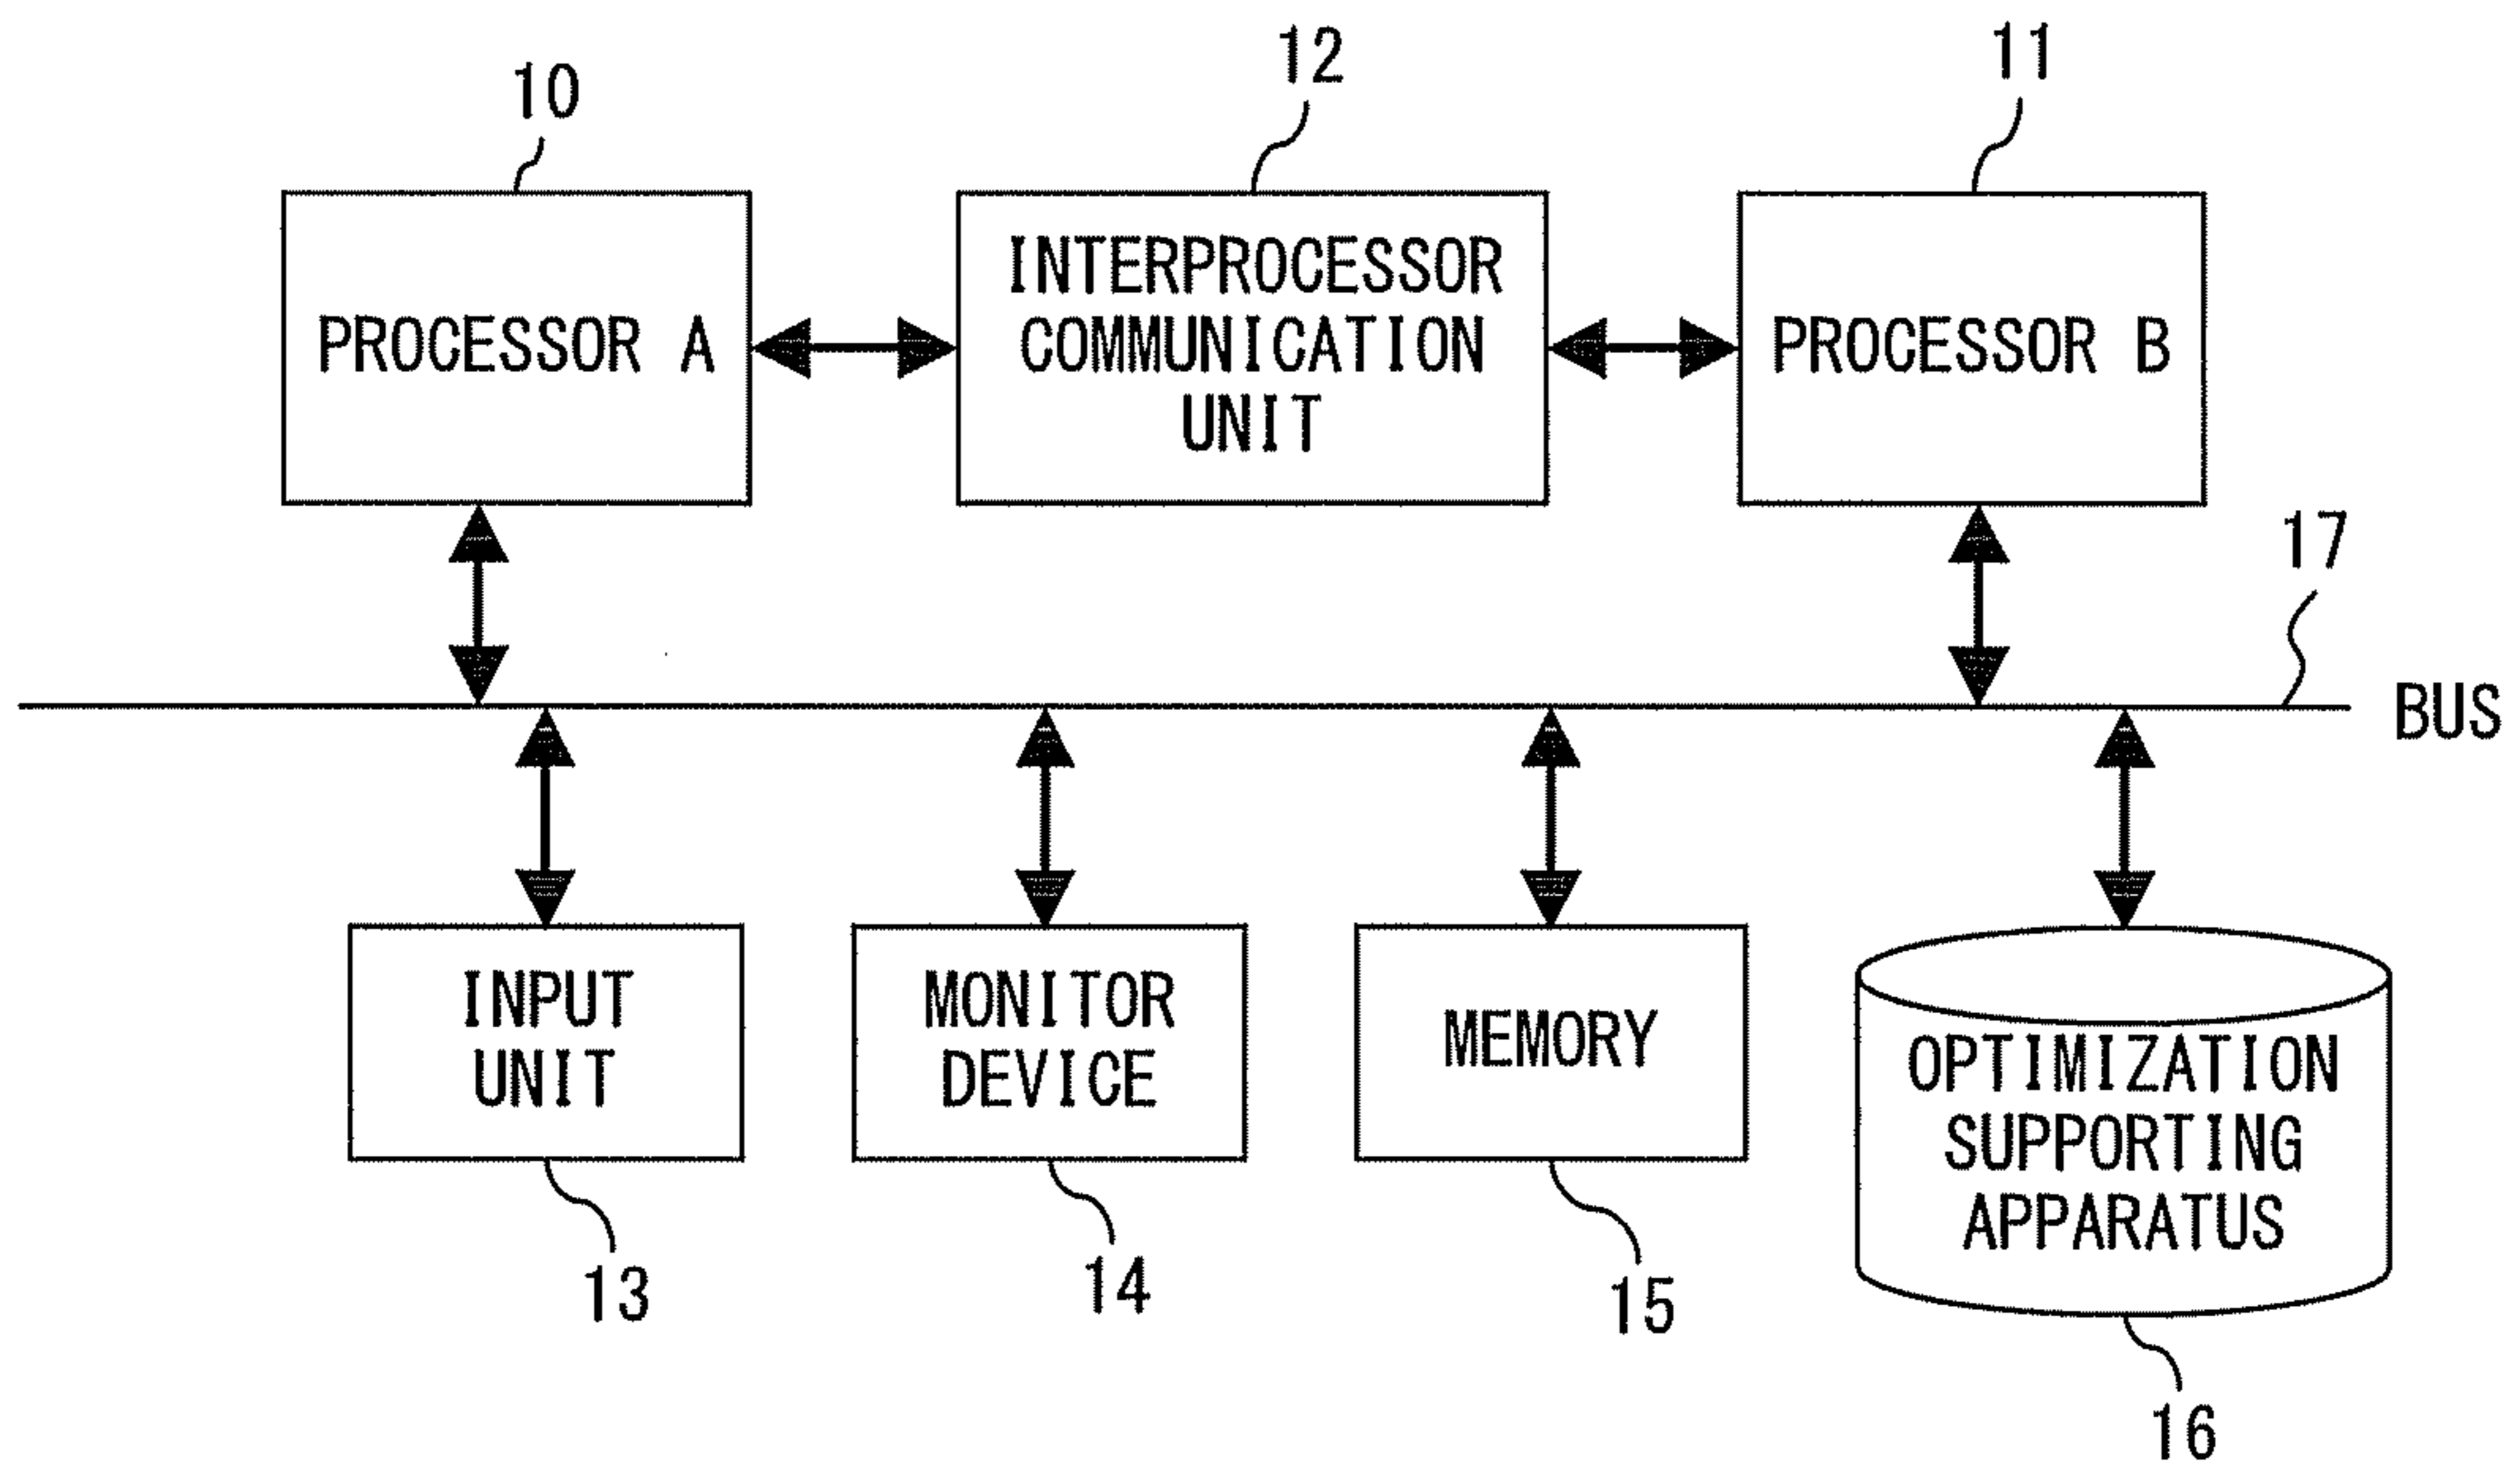 10
12
11
PROCESSOR A
INTERPROCESSOR
COMMUNICATION
UNIT
PROCESSOR B
17
BUS
INPUT
UNIT
MONITOR
DEVICE
MEMORY
OPTIMIZATION
SUPPORTING
APPARATUS
13
14
15
16